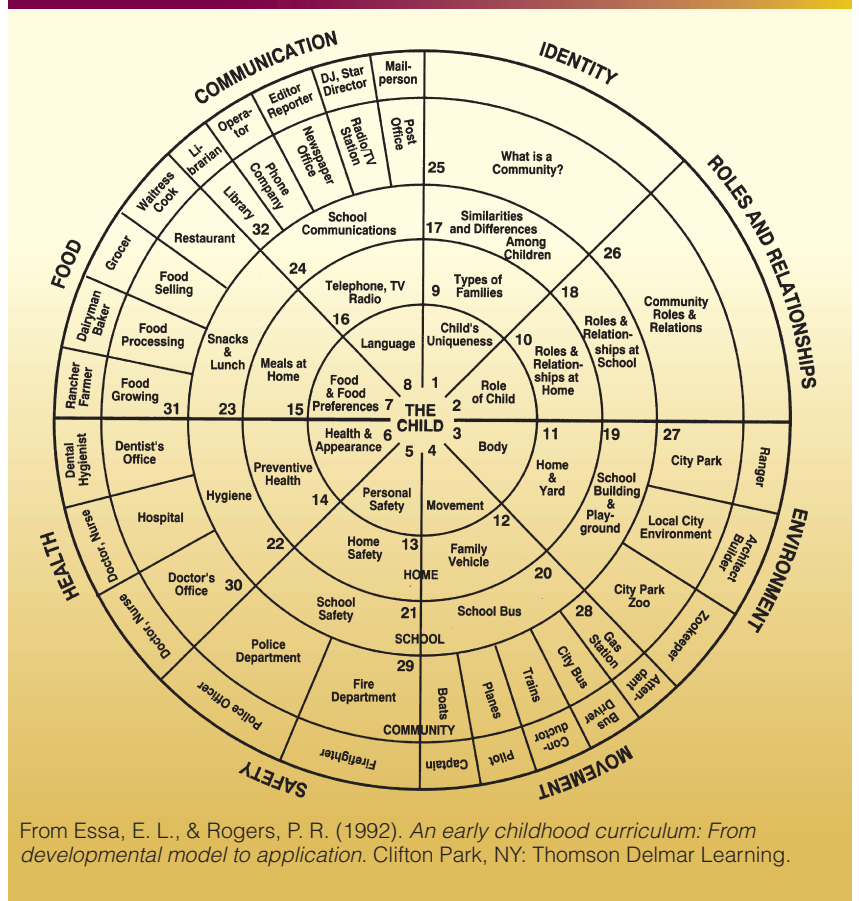 COMMUNICATION
IDENTITY
ROLES AND RELATIONSHIPS
ENVIRONMENT
MOVEMENT
SAFETY
HEALTH
FOOD
THE
CHILD
1
Child's
Uniqueness
2
Role
of Child
3
Body
4
Movement
5
Personal
Safety
6
Health &
Appearance
7
Food
& Food
Preferences
8
Language
HOME
9
Types of
Families
10
Roles &
Relation-
ships at
Home
11
Home
&
Yard
12
Family
Vehicle
13
Home
Safety
14
Preventive
Health
15
Meals at
Home
16
Telephone, TV
Radio
SCHOOL
17
Similarities
and Differences
Among
Children
18
Roles &
Relation-
ships at
School
19
School
Building
&
Play-
ground
20
School Bus
21
School
Safety
22
Hygiene
23
Snacks
&
Lunch
24
School
Communications
COMMUNITY
25
What is a
Community?
26
Community
Roles &
Relations
27
City Park
Ranger
Local City
Environment
Architect
Builder
City Park
Zoo
Zookeeper
28
Gas
Station
Atten-
dant
City Bus
Bus
Driver
Trains
Con-
ductor
Planes
Pilot
Boats
Captain
29
Fire
Department
Firefighter
Police
Department
Police Officer
30
Doctor's
Office
Doctor, Nurse
Hospital
Doctor, Nurse
Dentist's
Office
Dental
Hygienist
31
Food
Growing
Rancher
Farmer
Food
Processing
Dairyman
Baker
Food
Selling
Grocer
Restaurant
Waitress
Cook
32
Library
Li-
brarian
Phone
Company
Opera-
tor
Newspaper
Office
Editor
Reporter
Radio/TV
Station
DJ, Star
Director
Post
Office
Mail-
person
From Essa, E. L., & Rogers, P. R. (1992). An early childhood curriculum: From
developmental model to application. Clifton Park, NY: Thomson Delmar Learning.